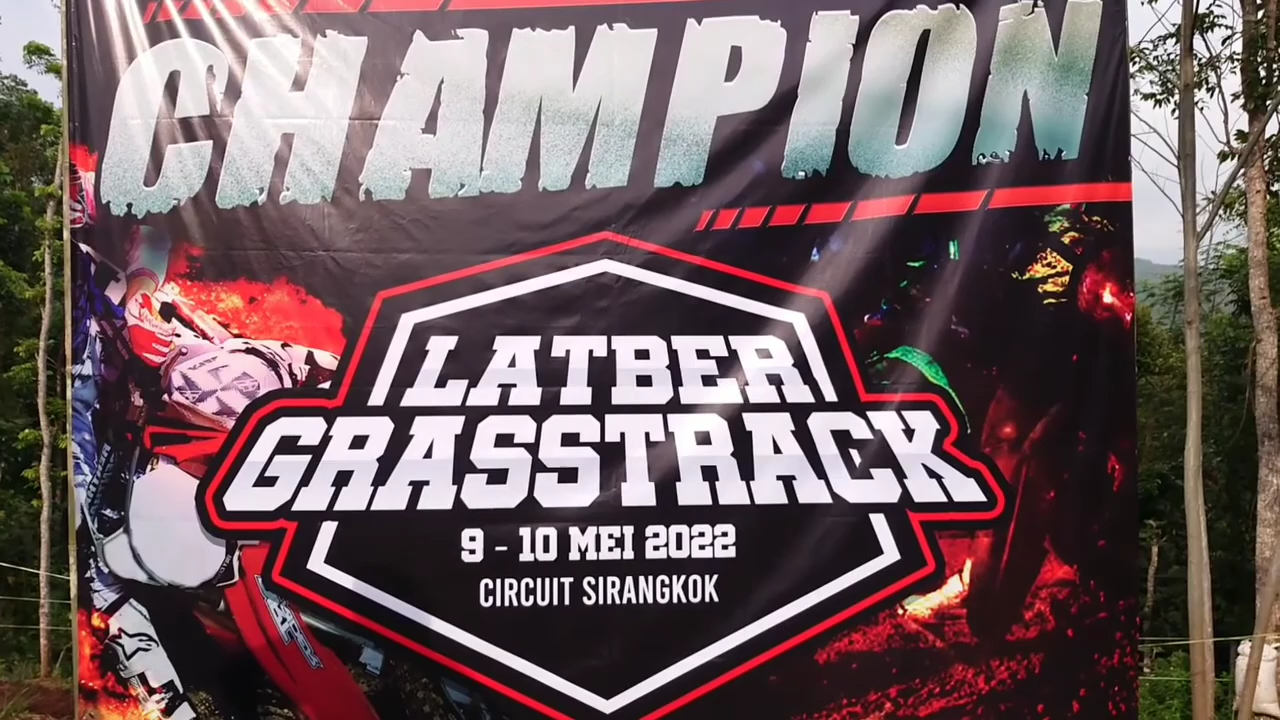 CHAMPION
LATBER
GRASSTRACK
9 - 10 MEI 2022
CIRCUIT SIRANGKOK